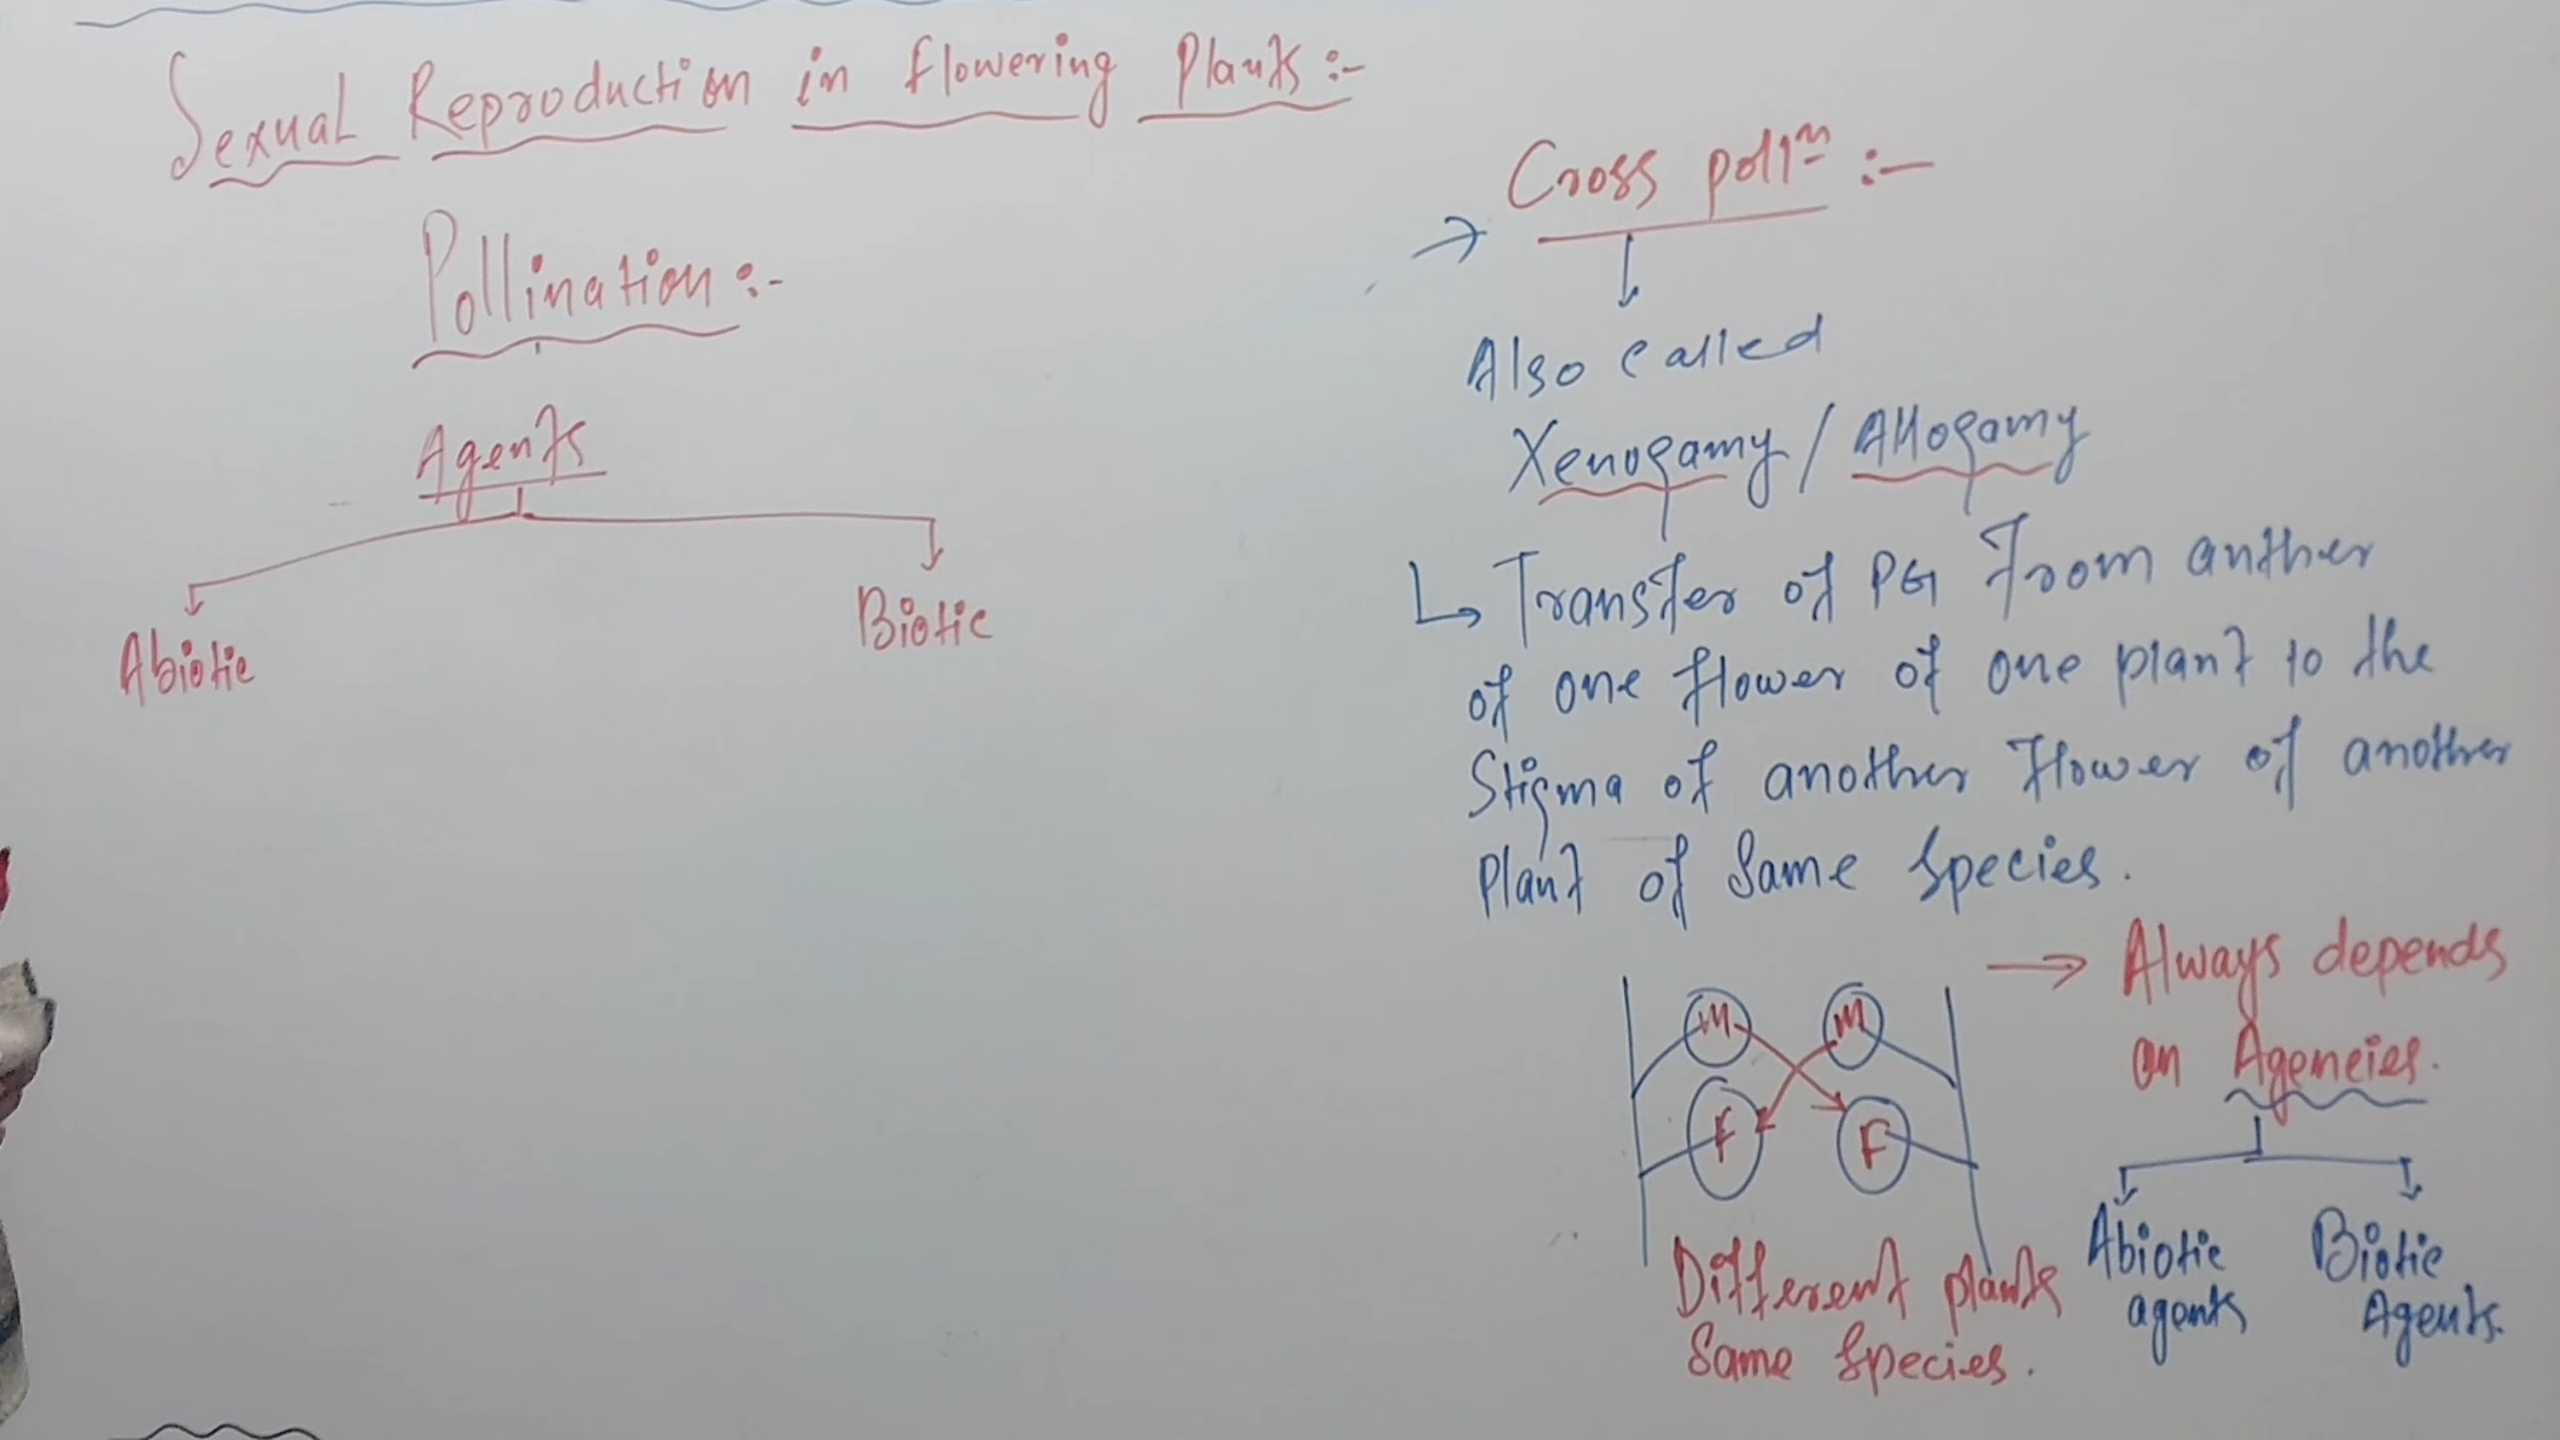 Sexual Reproduction in flowering Plants :-
Pollination :-
Agents
Abiotic
Biotic
Cross pollⁿ :-
Also called
Xenogamy / Allogamy
Transfer of PG From anther
of one flower of one plant to the
Stigma of another Flower of another
Plant of Same Species.
M M
F F
Different plants
Same Species.
Always depends
on Agencies.
Abiotic agents
Biotic Agents.